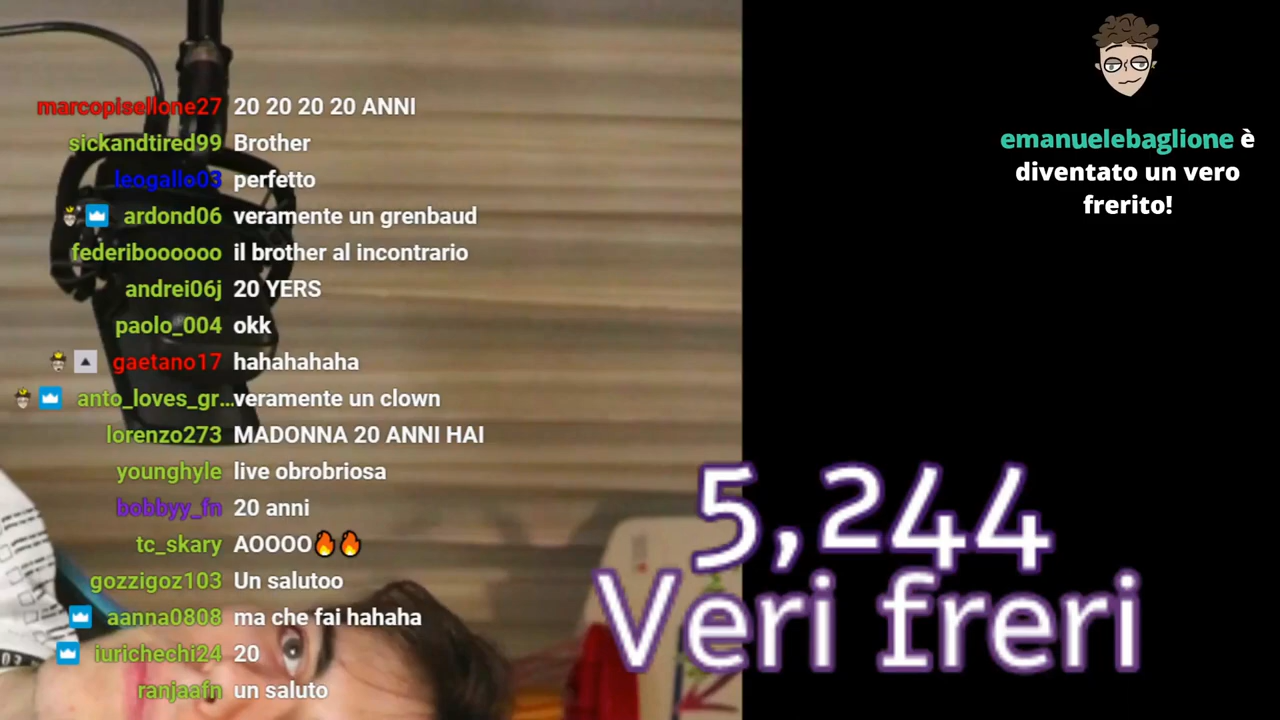 marcopisellone27 20 20 20 20 ANNI
sickandtired99 Brother
leogallo03 perfetto
ardond06 veramente un grenbaud
federiboooooo il brother al incontrario
andrei06j 20 YERS
paolo_004 okk
gaetano17 hahahahaha
anto_loves_gr... veramente un clown
lorenzo273 MADONNA 20 ANNI HAI
younghyle live obrobriosa
bobbyy_fn 20 anni
tc_skary AOOOO🔥🔥
gozzigoz103 Un salutoo
aanna0808 ma che fai hahaha
iurichechi24 20
ranjaafn un saluto
emanuelebaglione è
diventato un vero
frerito!
5,244
Veri freri